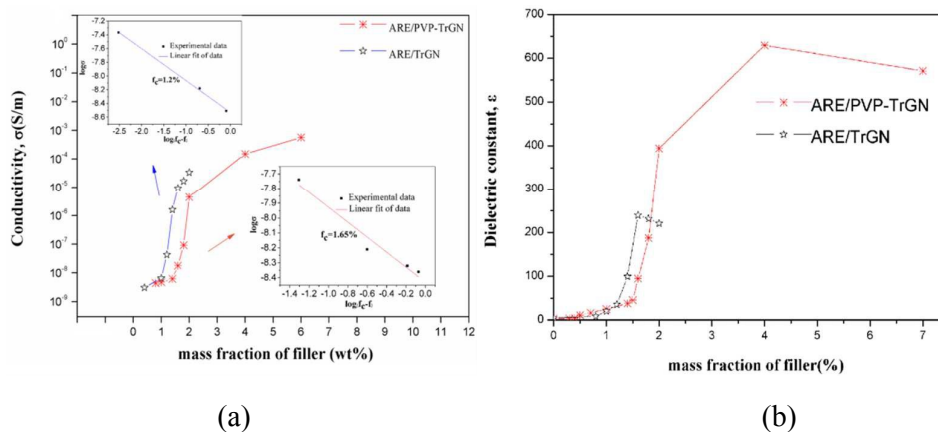 (a)
ARE/PVP-TrGN
ARE/TrGN
Conducitivity, σ(S/m)
10⁰
10⁻¹
10⁻²
10⁻³
10⁻⁴
10⁻⁵
10⁻⁶
10⁻⁷
10⁻⁸
10⁻⁹
0 1 2 3 4 5 6 7 8 9 10 11 12
mass fraction of filler (wt%)
logσ
-7.2
-7.4
-7.6
-7.8
-8.0
-8.2
-8.4
-8.6
Experimental data
Linear fit of data
fc=1.2%
-2.5 -2.0 -1.5 -1.0 -0.5 0.0
log|fc-f|
logσ
-7.7
-7.8
-7.9
-8.0
-8.1
-8.2
-8.3
-8.4
Experimental data
Linear fit of data
fc=1.65%
-1.4 -1.2 -1.0 -0.8 -0.6 -0.4 -0.2 0.0
(b)
Dielectric constant, ε
700
600
500
400
300
200
100
0
ARE/PVP-TrGN
ARE/TrGN
0 1 2 3 4 5 6 7
mass fraction of filler(%)
(a)
(b)